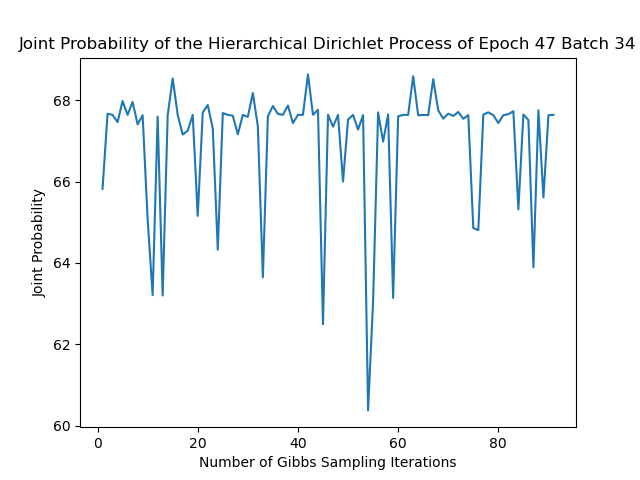 Joint Probability of the Hierarchical Dirichlet Process of Epoch 47 Batch 34
68
66
64
62
60
Joint Probability
0 20 40 60 80
Number of Gibbs Sampling Iterations